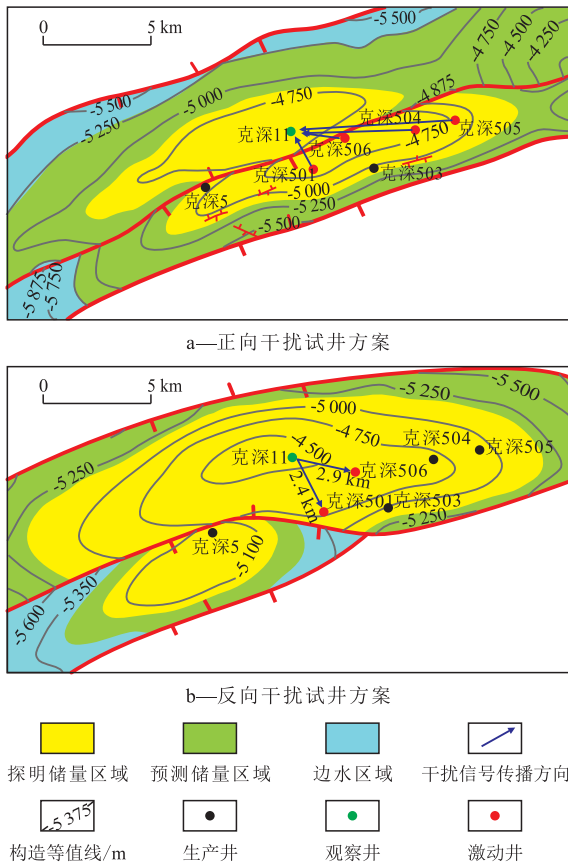 0 5 km
-5 500
-4 750
-4 500
-4 250
-5 500
-5 250
-5 000
-4 750
-4 875
克深504
克深11
克深506
-4 750
克深505
克深501
克深503
克深5
-5 000
-5 250
-5 500
-5 875
-5 750
a—正向干扰试井方案
0 5 km
-5 250
-5 500
-5 000
-4 750
-4 500
克深504
克深505
克深11
克深506
2.9 km
-5 250
2.4 km
克深501
克深503
-5 250
克深5
-5 100
-5 350
-5 600
b—反向干扰试井方案
探明储量区域 预测储量区域 边水区域 干扰信号传播方向
-5 375
构造等值线/m 生产井 观察井 激动井